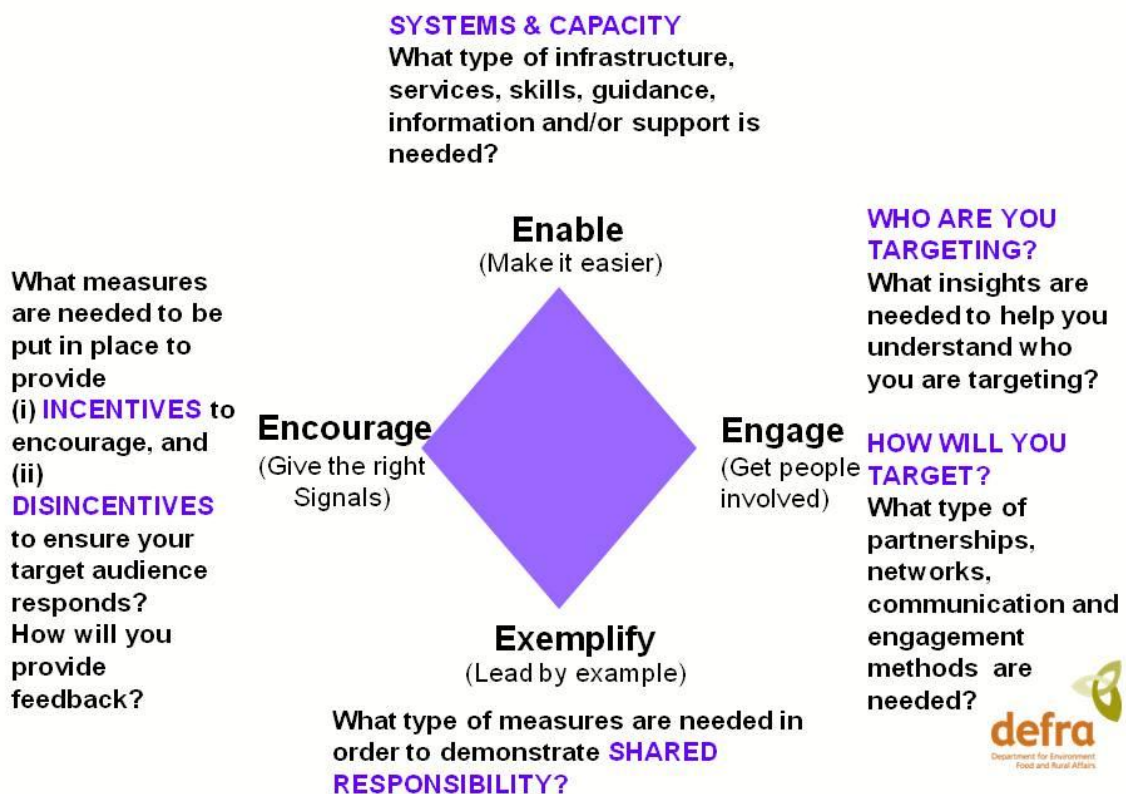 SYSTEMS & CAPACITY
What type of infrastructure,
services, skills, guidance,
information and/or support is
needed?
Enable
(Make it easier)
WHO ARE YOU
TARGETING?
What insights are
needed to help you
understand who
you are targeting?
What measures
are needed to be
put in place to
provide
(i) INCENTIVES to
encourage, and
(ii)
DISINCENTIVES
to ensure your
target audience
responds?
How will you
provide
feedback?
Encourage
(Give the right
Signals)
Engage
(Get people
involved)
HOW WILL YOU
TARGET?
What type of
partnerships,
networks,
communication and
engagement
methods are
needed?
Exemplify
(Lead by example)
What type of measures are needed in
order to demonstrate SHARED
RESPONSIBILITY?
defra
Department for Environment
Food and Rural Affairs